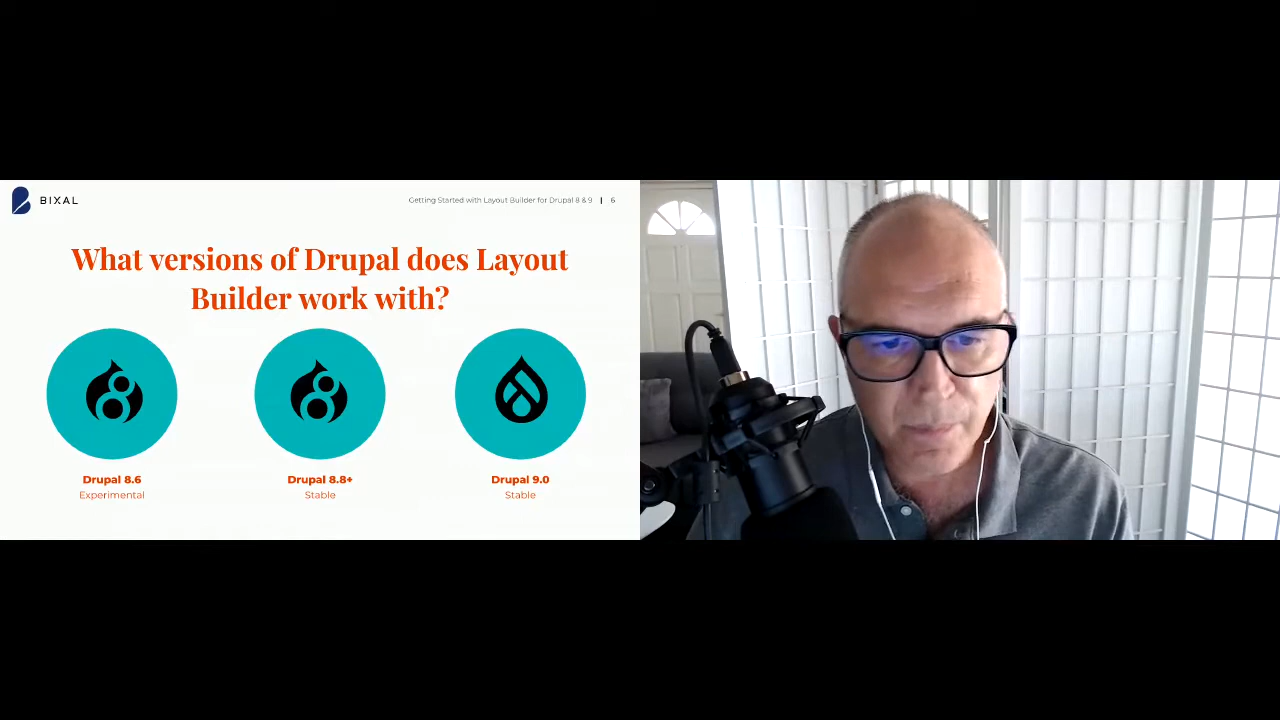 BIXAL
Getting Started with Layout Builder for Drupal 8 & 9 | 6
What versions of Drupal does Layout
Builder work with?
Drupal 8.6
Experimental
Drupal 8.8+
Stable
Drupal 9.0
Stable